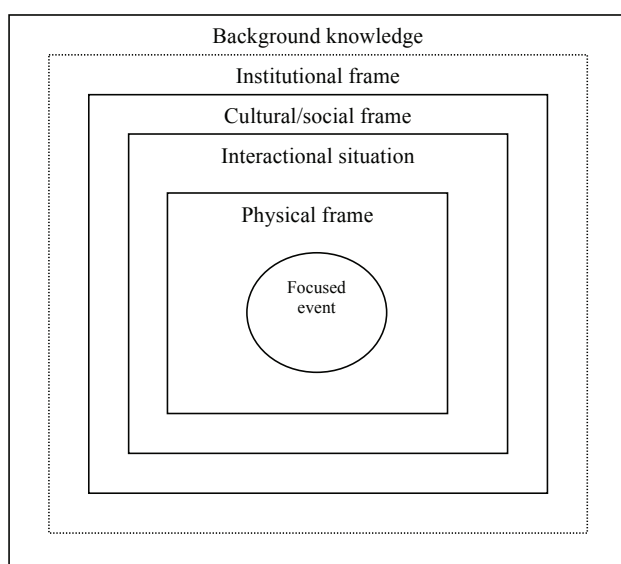 Background knowledge
Institutional frame
Cultural/social frame
Interactional situation
Physical frame
Focused
event